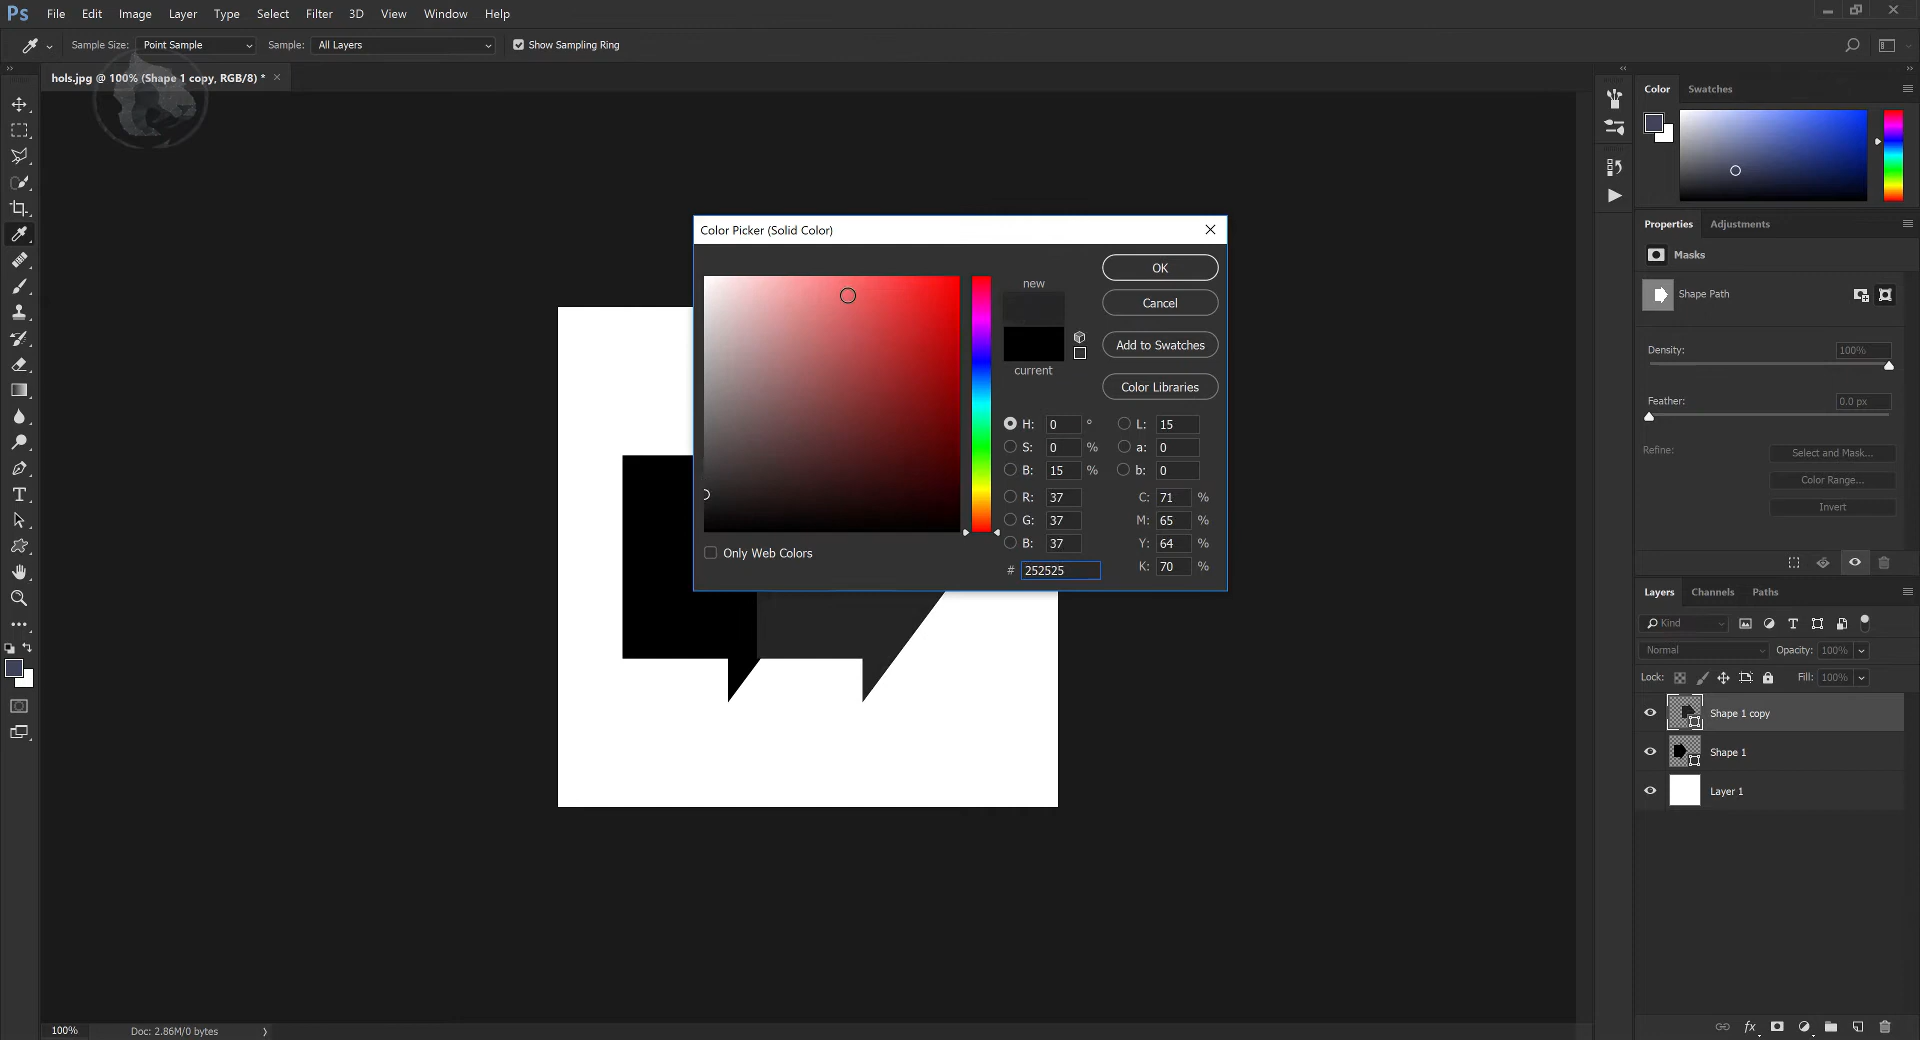 Ps File Edit Image Layer Type Select Filter 3D View Window Help
Sample Size: Point Sample Sample: All Layers Show Sampling Ring
hols.jpg @ 100% (Shape 1 copy, RGB/8) *
Color Swatches
Color Picker (Solid Color)
OK
new
Cancel
Add to Swatches
current
Color Libraries
H: 0 ° L: 15
S: 0 % a: 0
B: 15 % b: 0
R: 37 C: 71 %
G: 37 M: 65 %
B: 37 Y: 64 %
# 252525 K: 70 %
Only Web Colors
Properties Adjustments
Masks
Shape Path
Density: 100%
Feather: 0.0 px
Refine: Select and Mask...
Color Range...
Invert
Layers Channels Paths
Kind
Normal Opacity: 100%
Lock: Fill: 100%
Shape 1 copy
Shape 1
Layer 1
fx
100% Doc: 2.86M/0 bytes